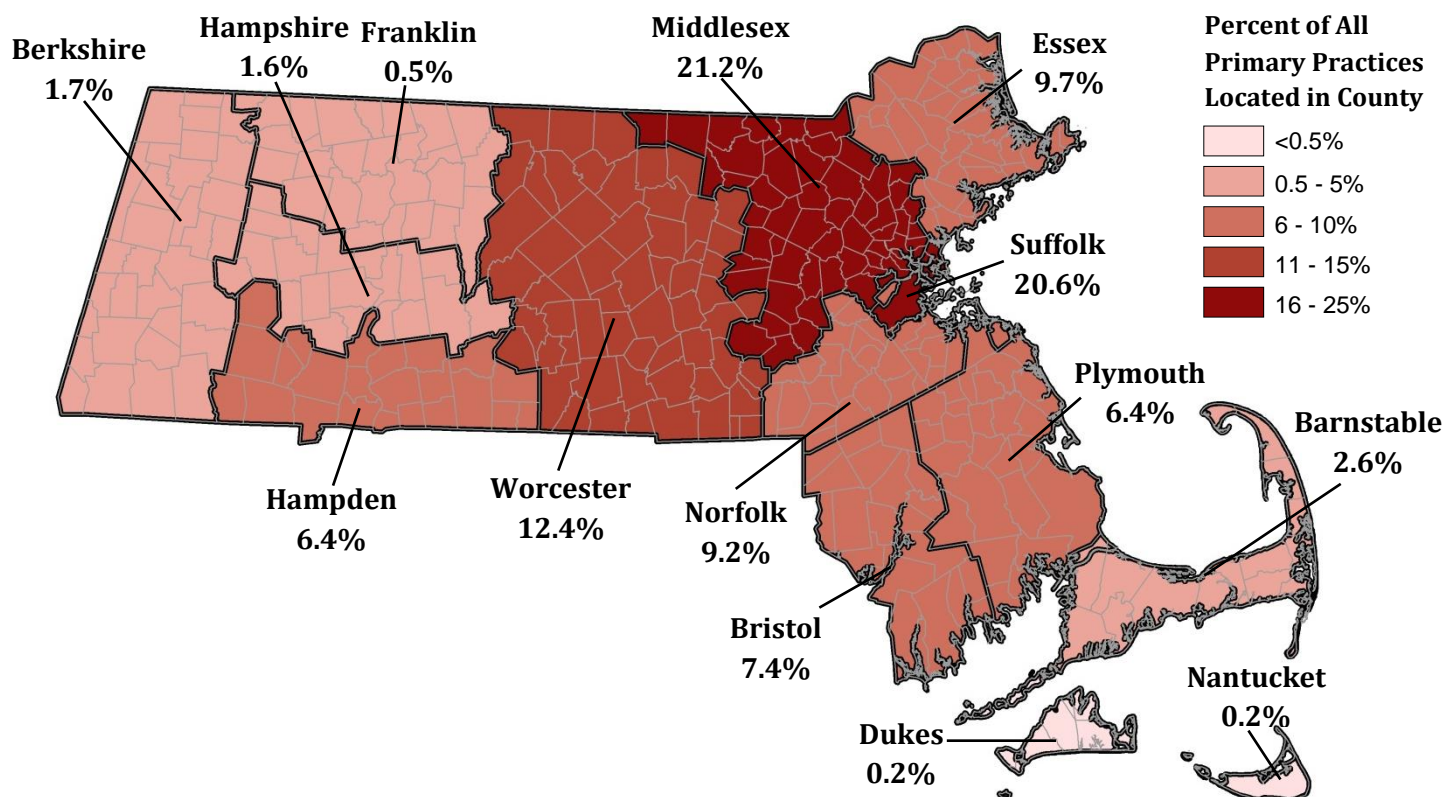 Berkshire
1.7%
Hampshire
1.6%
Franklin
0.5%
Middlesex
21.2%
Essex
9.7%
Suffolk
20.6%
Plymouth
6.4%
Barnstable
2.6%
Hampden
6.4%
Worcester
12.4%
Norfolk
9.2%
Bristol
7.4%
Dukes
0.2%
Nantucket
0.2%
Percent of All
Primary Practices
Located in County
<0.5%
0.5 - 5%
6 - 10%
11 - 15%
16 - 25%